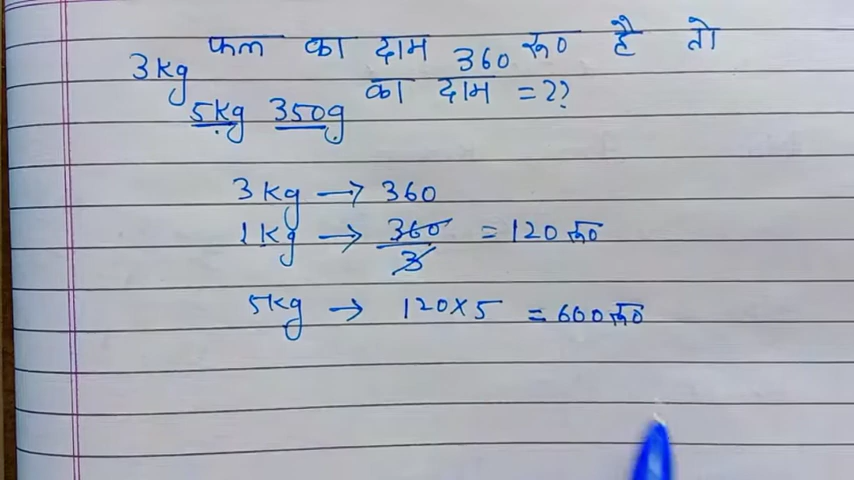 3kg फल का दाम 360 रू० है तो
5kg 350g का दाम = ??
3kg → 360
1kg → 360/3 = 120 रू०
5kg → 120×5 = 600 रू०